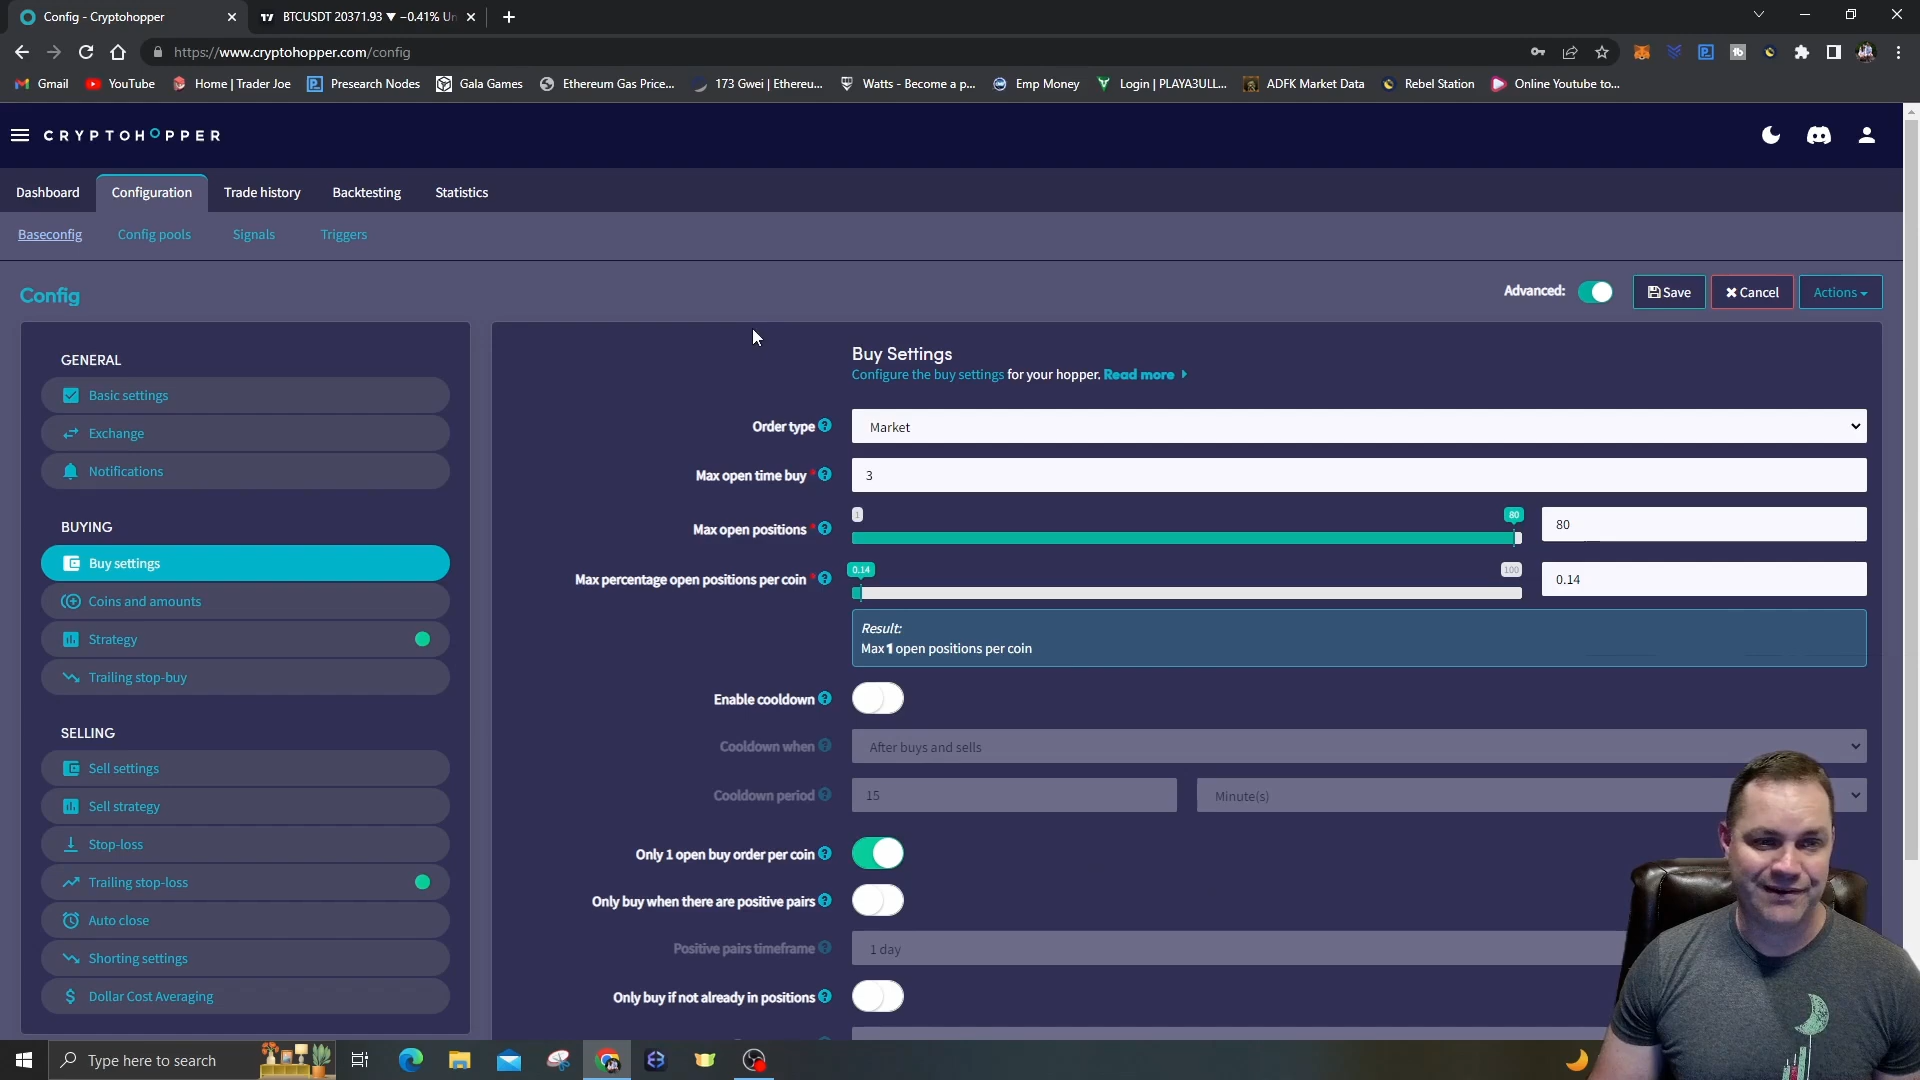 Config - Cryptohopper
BTCUSDT 20371.93 ▼ −0.41% Un
https://www.cryptohopper.com/config
Gmail
YouTube
Home | Trader Joe
Presearch Nodes
Gala Games
Ethereum Gas Price...
173 Gwei | Ethereu...
Watts - Become a p...
Emp Money
Login | PLAYA3ULL...
ADFK Market Data
Rebel Station
Online Youtube to...
CRYPTOHOPPER
Dashboard
Configuration
Trade history
Backtesting
Statistics
Baseconfig
Config pools
Signals
Triggers
Config
Advanced:
Save
Cancel
Actions
GENERAL
Basic settings
Exchange
Notifications
BUYING
Buy settings
Coins and amounts
Strategy
Trailing stop-buy
SELLING
Sell settings
Sell strategy
Stop-loss
Trailing stop-loss
Auto close
Shorting settings
Dollar Cost Averaging
Buy Settings
Configure the buy settings for your hopper. Read more
Order type
Market
Max open time buy *
3
Max open positions *
1
80
80
Max percentage open positions per coin *
0.14
100
0.14
Result:
Max 1 open positions per coin
Enable cooldown
Cooldown when
After buys and sells
Cooldown period
15
Minute(s)
Only 1 open buy order per coin
Only buy when there are positive pairs
Positive pairs timeframe
1 day
Only buy if not already in positions
Type here to search